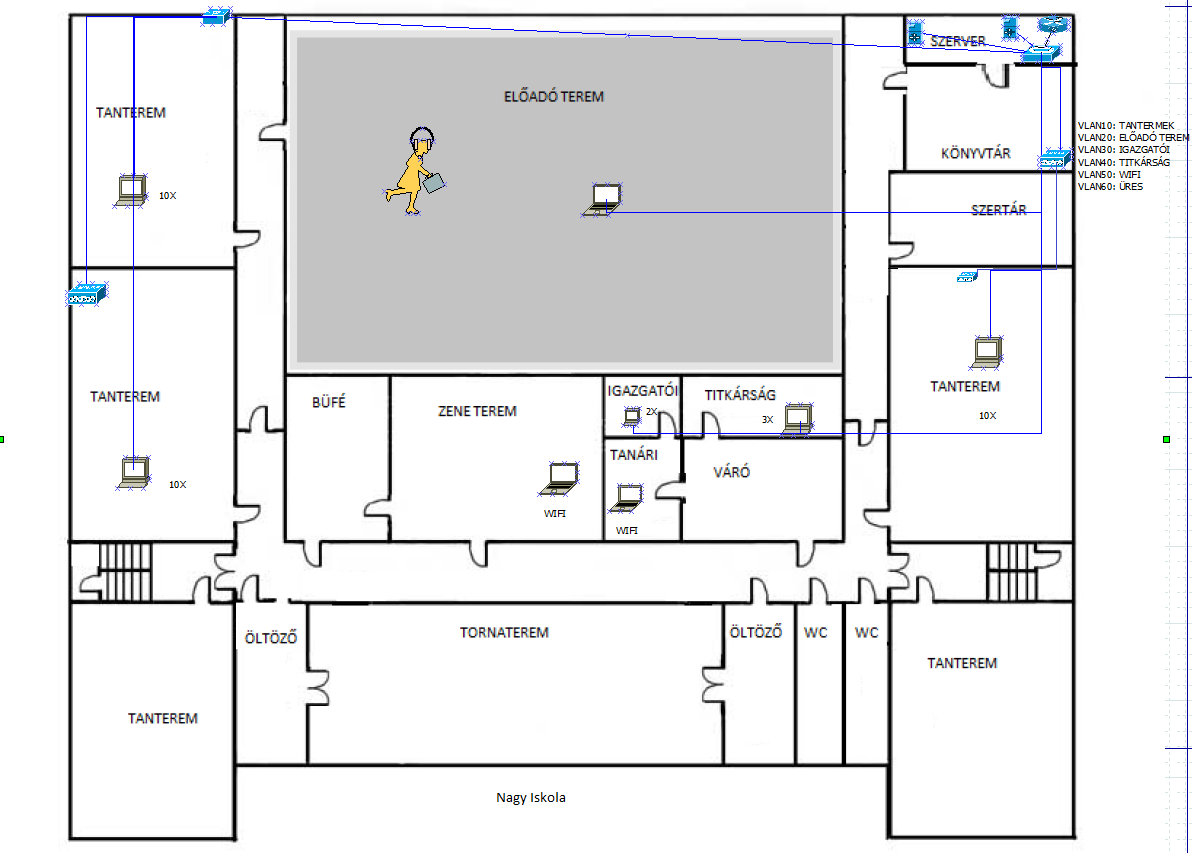 SZERVER
TANTEREM
10X
ELŐADÓ TEREM
KÖNYVTÁR
VLAN10: TANTERMEK
VLAN20: ELŐADÓ TEREM
VLAN30: IGAZGATÓI
VLAN40: TITKÁRSÁG
VLAN50: WIFI
VLAN60: ÜRES
SZERTÁR
TANTEREM
10X
BÜFÉ
ZENE TEREM
WIFI
IGAZGATÓI
2X
TITKÁRSÁG
3X
TANÁRI
WIFI
VÁRÓ
TANTEREM
10X
ÖLTÖZŐ
TORNATEREM
ÖLTÖZŐ
WC
WC
TANTEREM
TANTEREM
Nagy Iskola